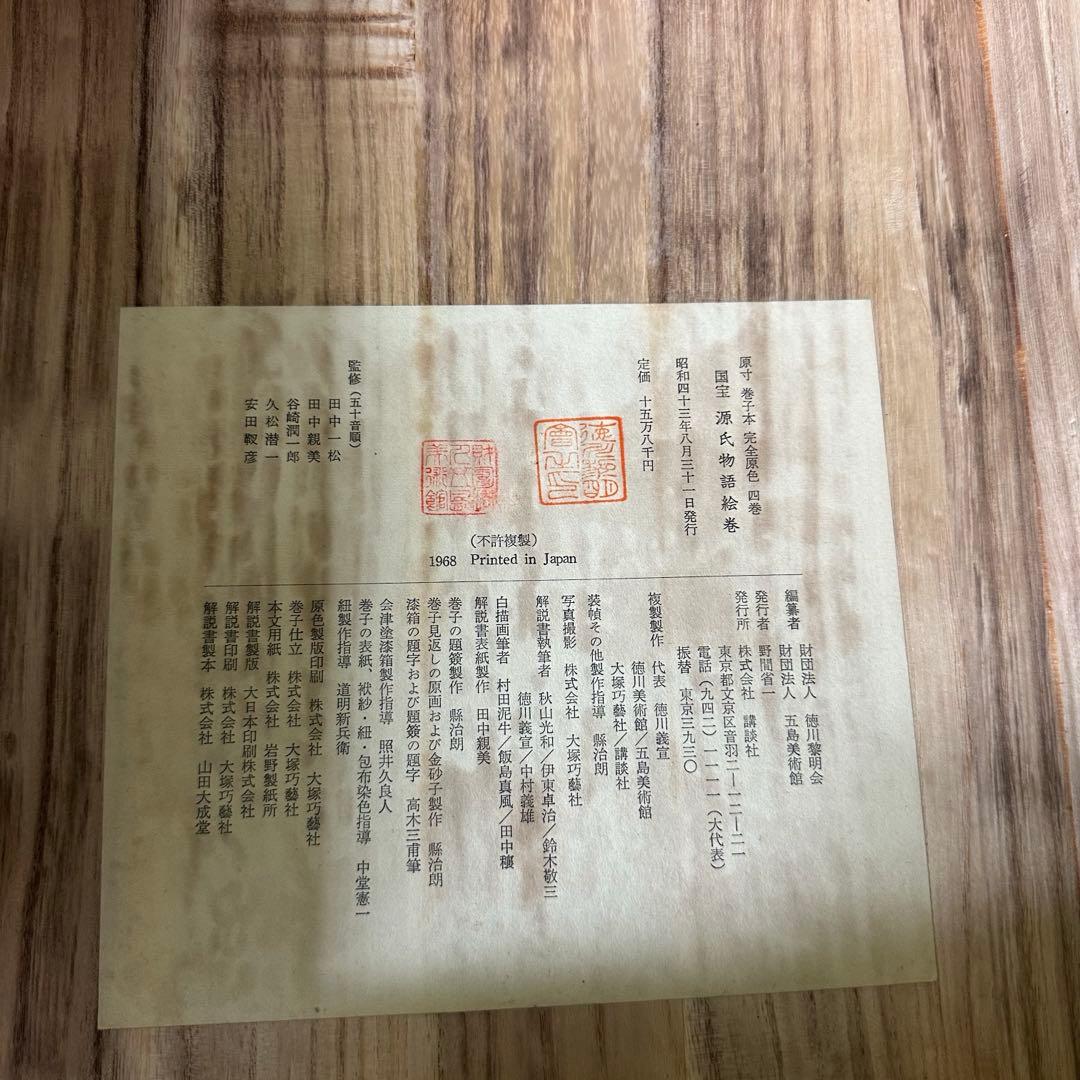 原寸 巻子本 完全原色 四巻
国宝 源氏物語絵巻
昭和四十三年八月三十一日発行
定価 十五万八千円
監修（五十音順）
田中一松
田中親美
谷崎潤一郎
久松潜一
安田靫彦
（不許複製）
1968 Printed in Japan
編纂者 財団法人 徳川黎明会
財団法人 五島美術館
発行者 野間省一
発行所 株式会社 講談社
東京都文京区音羽二—一二—二一
電話（九四二）一一一一（大代表）
振替 東京三九三〇
複製製作 代表 徳川義宣
徳川美術館／五島美術館
大塚巧藝社／講談社
装幀その他製作指導 縣治朗
写真撮影 株式会社 大塚巧藝社
解説書執筆者 秋山光和／伊東卓治／鈴木敬三
徳川義宣／中村義雄
白描画筆者 村田泥牛／飯島真風／田中穰
解説書表紙製作 田中親美
巻子の題簽製作 縣治朗
巻子見返しの原画および金砂子製作 縣治朗
漆箱の題字および題簽の題字 高木三甫筆
会津塗漆箱製作指導 照井久良人
巻子の表紙、袱紗・紐・包布染色指導 中堂憲一
紐製作指導 道明新兵衛
原色製版印刷 株式会社 大塚巧藝社
巻子仕立 株式会社 大塚巧藝社
本文用紙 株式会社 岩野製紙所
解説書製版 大日本印刷株式会社
解説書印刷 株式会社 大塚巧藝社
解説書製本 株式会社 山田大成堂